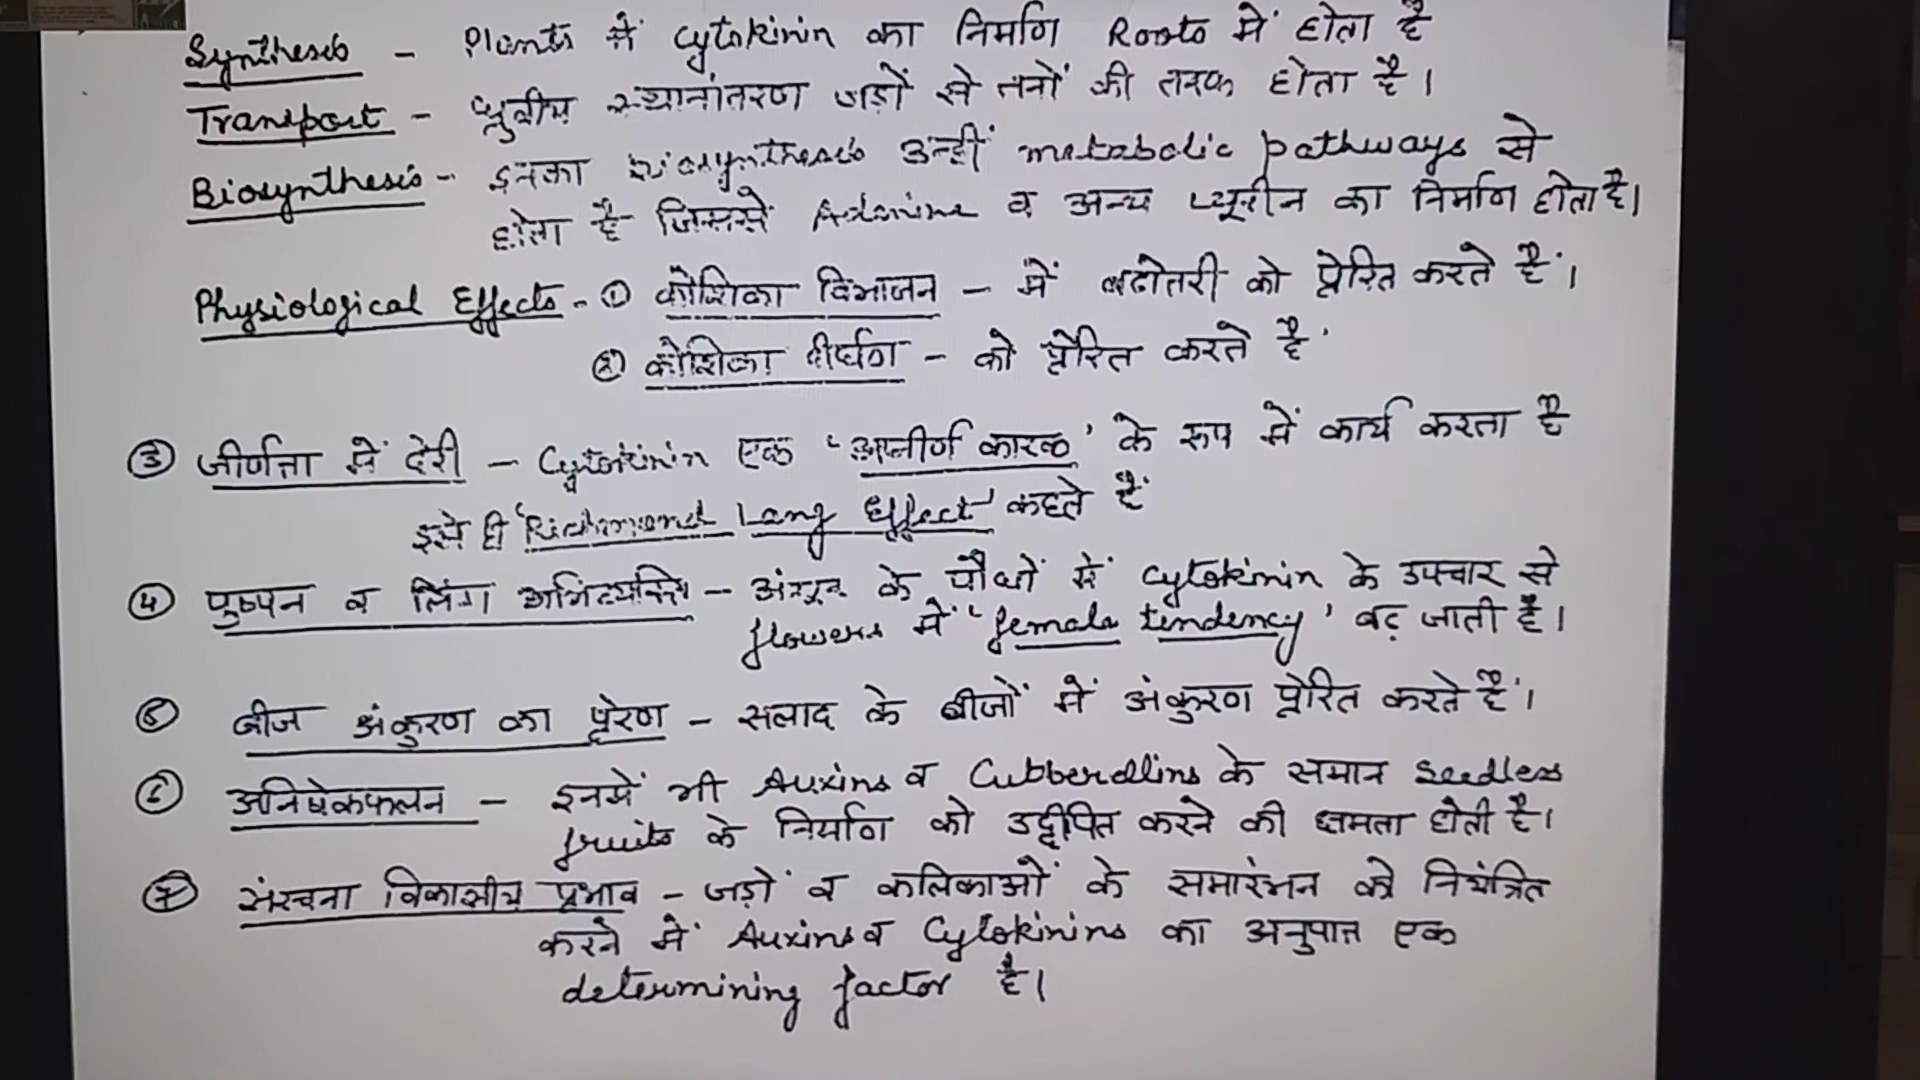 Synthesis - Plants में Cytokinin का निर्माण Roots में होता है
Transport - ध्रुवीय स्थानांतरण जड़ों से तनों की तरफ होता है।
Biosynthesis - इनका biosynthesis उन्हीं metabolic pathways से
होता है जिससे Adenine व अन्य प्यूरीन का निर्माण होता है।
Physiological Effects - ① कोशिका विभाजन - में बढोतरी को प्रेरित करते हैं।
② कोशिका दीर्घण - को प्रेरित करते हैं
③ जीर्णता में देरी - Cytokinin एक 'अजीर्ण कारक' के रूप में कार्य करता है
इसे ही 'Richmond Lang Effect' कहते हैं
④ पुष्पन व लिंग अभिव्यक्ति - अंगूर के पौधों में Cytokinin के उपचार से
flowers में 'female tendency' बढ़ जाती है।
⑤ बीज अंकुरण का प्रेरण - सलाद के बीजों में अंकुरण प्रेरित करते हैं।
⑥ अनिषेकफलन - इनमें भी Auxins व Gibberellins के समान seedless
fruits के निर्माण को उद्दीपित करने की क्षमता होती है।
⑦ संरचना विकासीय प्रभाव - जड़ों व कलिकाओं के समारंभन को नियंत्रित
करने में Auxins व Cytokinins का अनुपात एक
determining factor है।